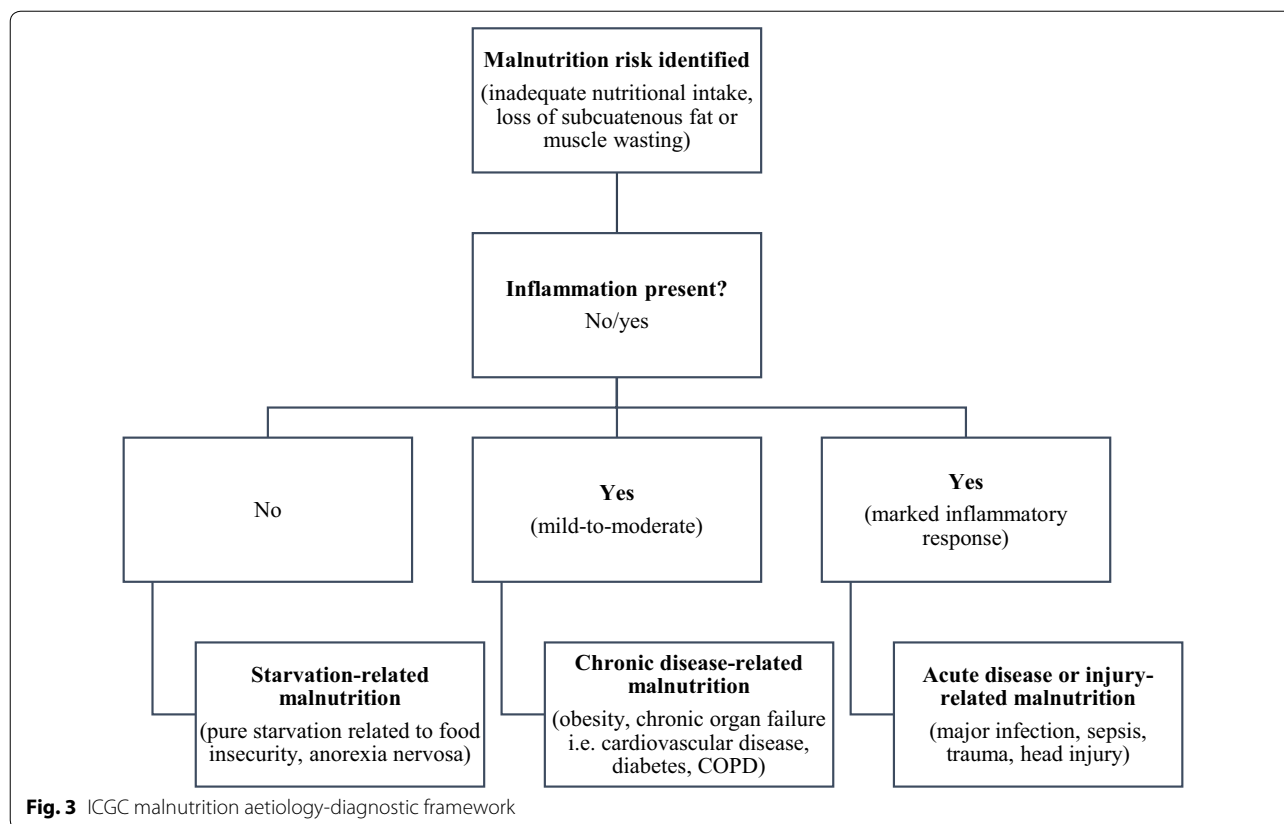 Malnutrition risk identified
(inadequate nutritional intake,
loss of subcuatenous fat or
muscle wasting)
Inflammation present?
No/yes
No
Yes
(mild-to-moderate)
Yes
(marked inflammatory
response)
Starvation-related
malnutrition
(pure starvation related to food
insecurity, anorexia nervosa)
Chronic disease-related
malnutrition
(obesity, chronic organ failure
i.e. cardiovascular disease,
diabetes, COPD)
Acute disease or injury-
related malnutrition
(major infection, sepsis,
trauma, head injury)
Fig. 3 ICGC malnutrition aetiology-diagnostic framework